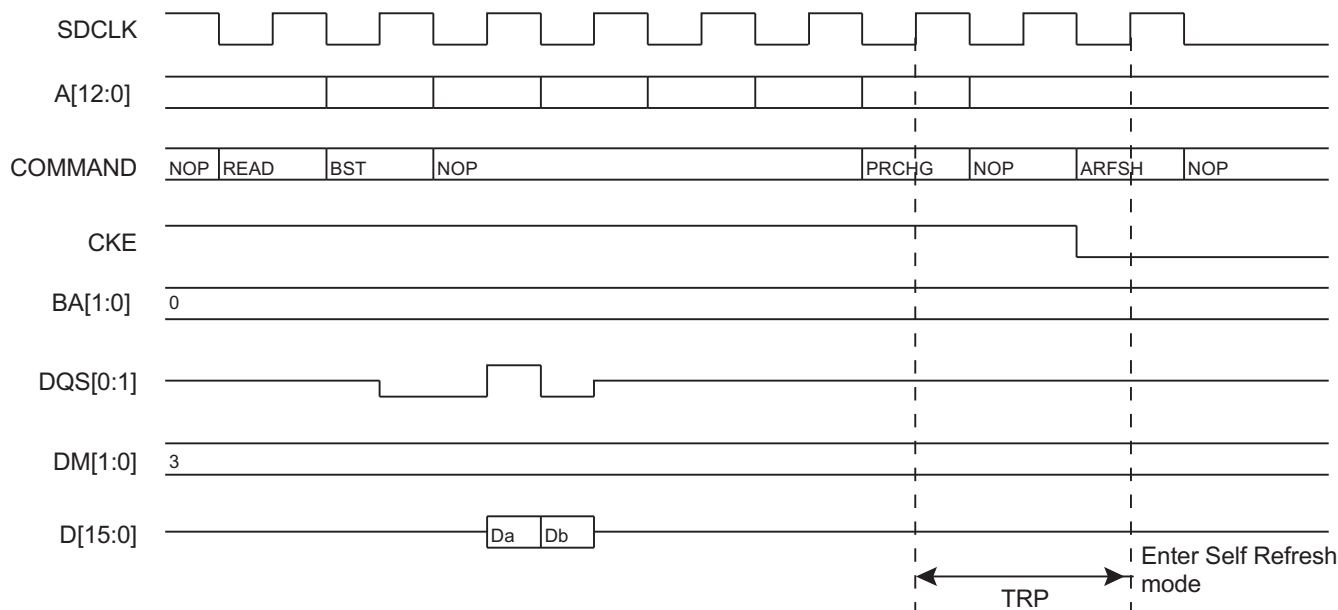 SDCLK
A[12:0]
COMMAND NOP READ BST NOP PRCHG NOP ARFSH NOP
CKE
BA[1:0] 0
DQS[0:1]
DM[1:0] 3
D[15:0] Da Db
TRP
Enter Self Refresh
mode